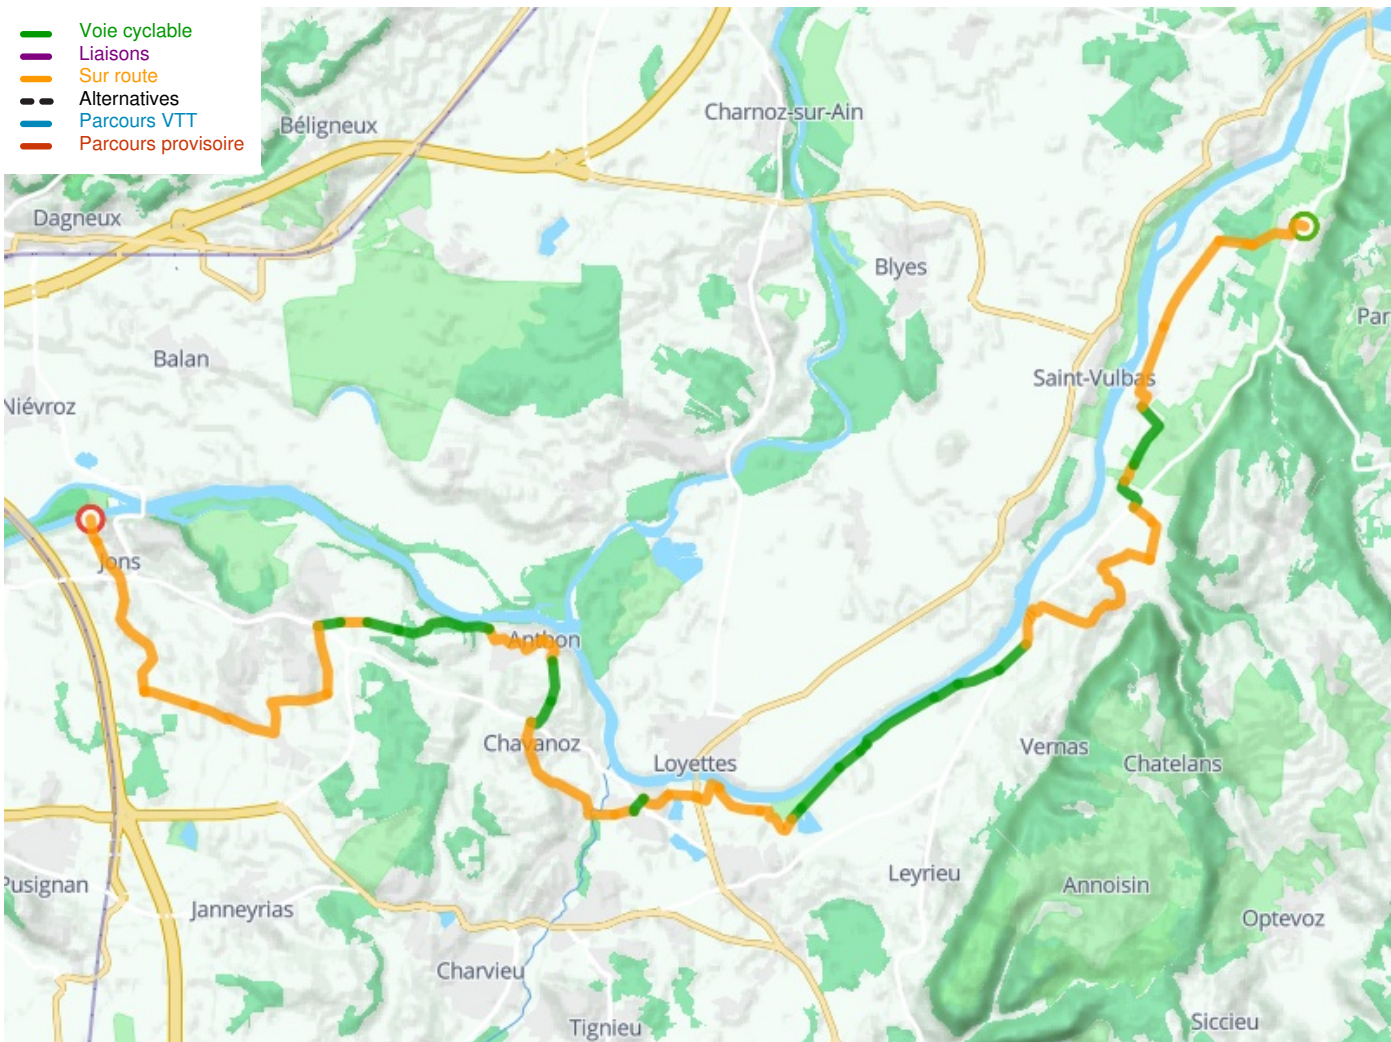 Voie cyclable
Liaisons
Sur route
Alternatives
Parcours VTT
Parcours provisoire
Charnoz-sur-Ain
Béligneux
Dagneux
Blyes
Par
Balan
Saint-Vulbas
Niévroz
Jons
Anthon
Chavanoz
Vernas
Loyettes
Chatelans
Leyrieu
Pusignan
Annoisin
Janneyrias
Optevoz
Charvieu
Siccieu
Tignieu